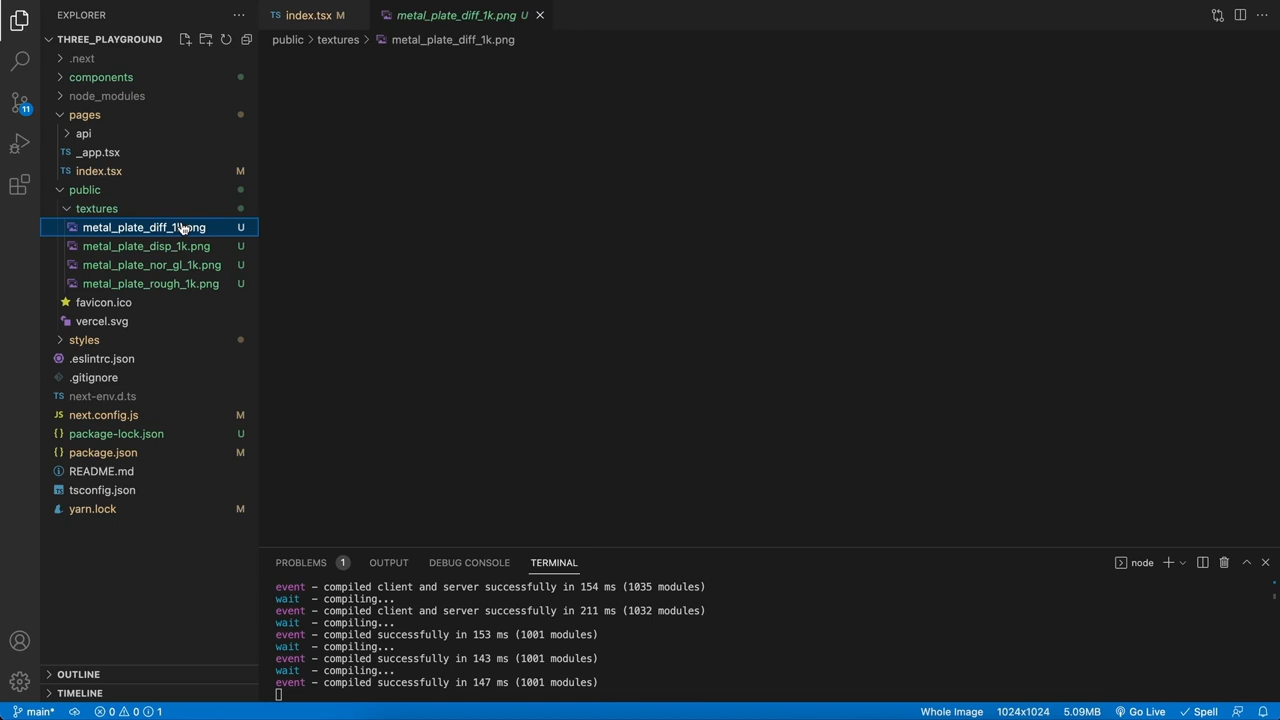 EXPLORER
THREE_PLAYGROUND
.next
components
node_modules
pages
api
TS _app.tsx
TS index.tsx M
public
textures
metal_plate_diff_1k.png U
metal_plate_disp_1k.png U
metal_plate_nor_gl_1k.png U
metal_plate_rough_1k.png U
favicon.ico
vercel.svg
styles
.eslintrc.json
.gitignore
TS next-env.d.ts
JS next.config.js M
{} package-lock.json U
{} package.json M
README.md
tsconfig.json
yarn.lock M
OUTLINE
TIMELINE
11
TS index.tsx M
metal_plate_diff_1k.png U
public > textures > metal_plate_diff_1k.png
PROBLEMS 1 OUTPUT DEBUG CONSOLE TERMINAL
node
event - compiled client and server successfully in 154 ms (1035 modules)
wait - compiling...
event - compiled client and server successfully in 211 ms (1032 modules)
wait - compiling...
event - compiled successfully in 153 ms (1001 modules)
wait - compiling...
event - compiled successfully in 143 ms (1001 modules)
wait - compiling...
event - compiled successfully in 147 ms (1001 modules)
main* 0 0 1 Whole Image 1024x1024 5.09MB Go Live Spell